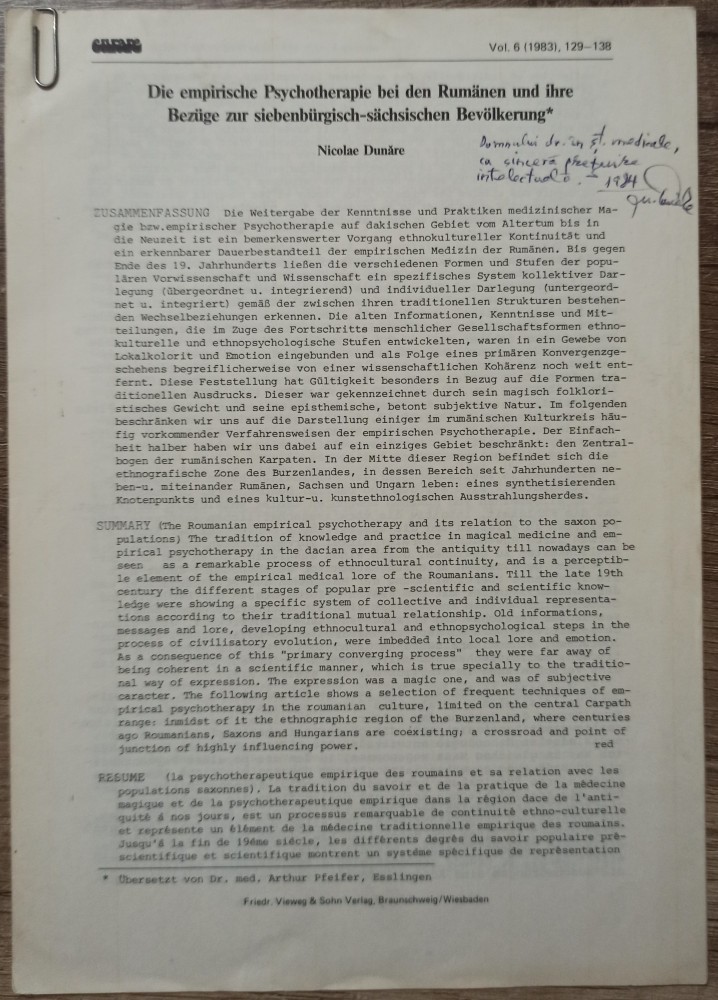 curare
Vol. 6 (1983), 129–138
Die empirische Psychotherapie bei den Rumänen und ihre
Bezüge zur siebenbürgisch-sächsischen Bevölkerung*
Nicolae Dunăre
Domnului dr. în șt. medicale,
cu sinceră prețuire
intelectuală. – 1984
ZUSAMMENFASSUNG Die Weitergabe der Kenntnisse und Praktiken medizinischer Ma-
gie bzw.empirischer Psychotherapie auf dakischen Gebiet vom Altertum bis in
die Neuzeit ist ein bemerkenswerter Vorgang ethnokultureller Kontinuität und
ein erkennbarer Dauerbestandteil der empirischen Medizin der Rumänen. Bis gegen
Ende des 19. Jahrhunderts ließen die verschiedenen Formen und Stufen der popu-
lären Vorwissenschaft und Wissenschaft ein spezifisches System kollektiver Dar-
legung (übergeordnet u. integrierend) und individueller Darlegung (untergeord-
net u. integriert) gemäß der zwischen ihren traditionellen Strukturen bestehen-
den Wechselbeziehungen erkennen. Die alten Informationen, Kenntnisse und Mit-
teilungen, die im Zuge des Fortschritts menschlicher Gesellschaftsformen ethno-
kulturelle und ethnopsychologische Stufen entwickelten, waren in ein Gewebe von
Lokalkolorit und Emotion eingebunden und als Folge eines primären Konvergenzge-
schehens begreiflicherweise von einer wissenschaftlichen Kohärenz noch weit ent-
fernt. Diese Feststellung hat Gültigkeit besonders in Bezug auf die Formen tra-
ditionellen Ausdrucks. Dieser war gekennzeichnet durch sein magisch folklori-
stisches Gewicht und seine episthemische, betont subjektive Natur. Im folgenden
beschränken wir uns auf die Darstellung einiger im rumänischen Kulturkreis häu-
fig vorkommender Verfahrensweisen der empirischen Psychotherapie. Der Einfach-
heit halber haben wir uns dabei auf ein einziges Gebiet beschränkt: den Zentral-
bogen der rumänischen Karpaten. In der Mitte dieser Region befindet sich die
ethnografische Zone des Burzenlandes, in dessen Bereich seit Jahrhunderten ne-
ben-u. miteinander Rumänen, Sachsen und Ungarn leben: eines synthetisierenden
Knotenpunkts und eines kultur-u. kunstethnologischen Ausstrahlungsherdes.
SUMMARY (The Roumanian empirical psychotherapy and its relation to the saxon po-
pulations) The tradition of knowledge and practice in magical medicine and em-
pirical psychotherapy in the dacian area from the antiquity till nowadays can be
seen as a remarkable process of ethnocultural continuity, and is a perceptib-
le element of the empirical medical lore of the Roumanians. Till the late 19th
century the different stages of popular pre -scientific and scientific know-
ledge were showing a specific system of collective and individual representa-
tions according to their traditional mutual relationship. Old informations,
messages and lore, developing ethnocultural and ethnopsychological steps in the
process of civilisatory evolution, were imbedded into local lore and emotion.
As a consequence of this "primary converging process" they were far away of
being coherent in a scientific manner, which is true specially to the traditio-
nal way of expression. The expression was a magic one, and was of subjective
caracter. The following article shows a selection of frequent techniques of em-
pirical psychotherapy in the roumanian culture, limited on the central Carpath
range: inmidst of it the ethnographic region of the Burzenland, where centuries
ago Roumanians, Saxons and Hungarians are coexisting; a crossroad and point of
junction of highly influencing power. red
RESUME (la psychotherapeutique empirique des roumains et sa relation avec les
populations saxonnes). La tradition du savoir et de la pratique de la médecine
magique et de la psychotherapeutique empirique dans la région dace de l'anti-
quité á nos jours, est un processus remarquable de continuité ethno-culturelle
et représente un élément de la médecine traditionnelle empirique des roumains.
Jusqu'á la fin de 19éme siécle, les différents degrés du savoir populaire pré-
scientifique et scientifique montrent un systéme spécifique de représentation
* Übersetzt von Dr. med. Arthur Pfeifer, Esslingen
Friedr. Vieweg & Sohn Verlag, Braunschweig/Wiesbaden